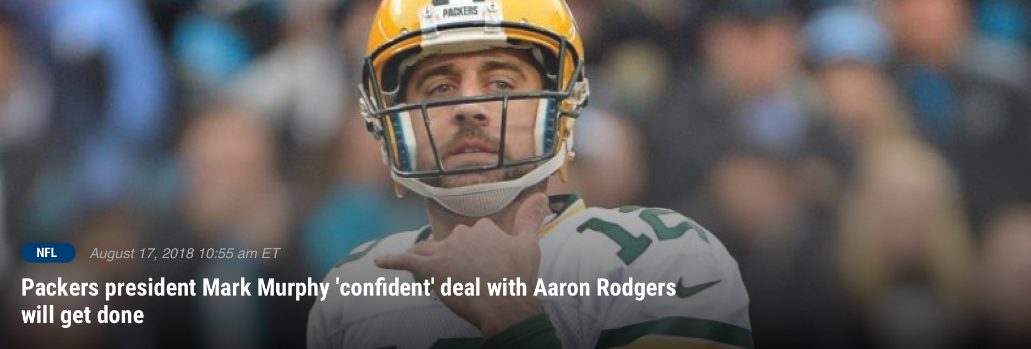 PACKERS
12
NFL August 17, 2018 10:55 am ET
Packers president Mark Murphy 'confident' deal with Aaron Rodgers
will get done